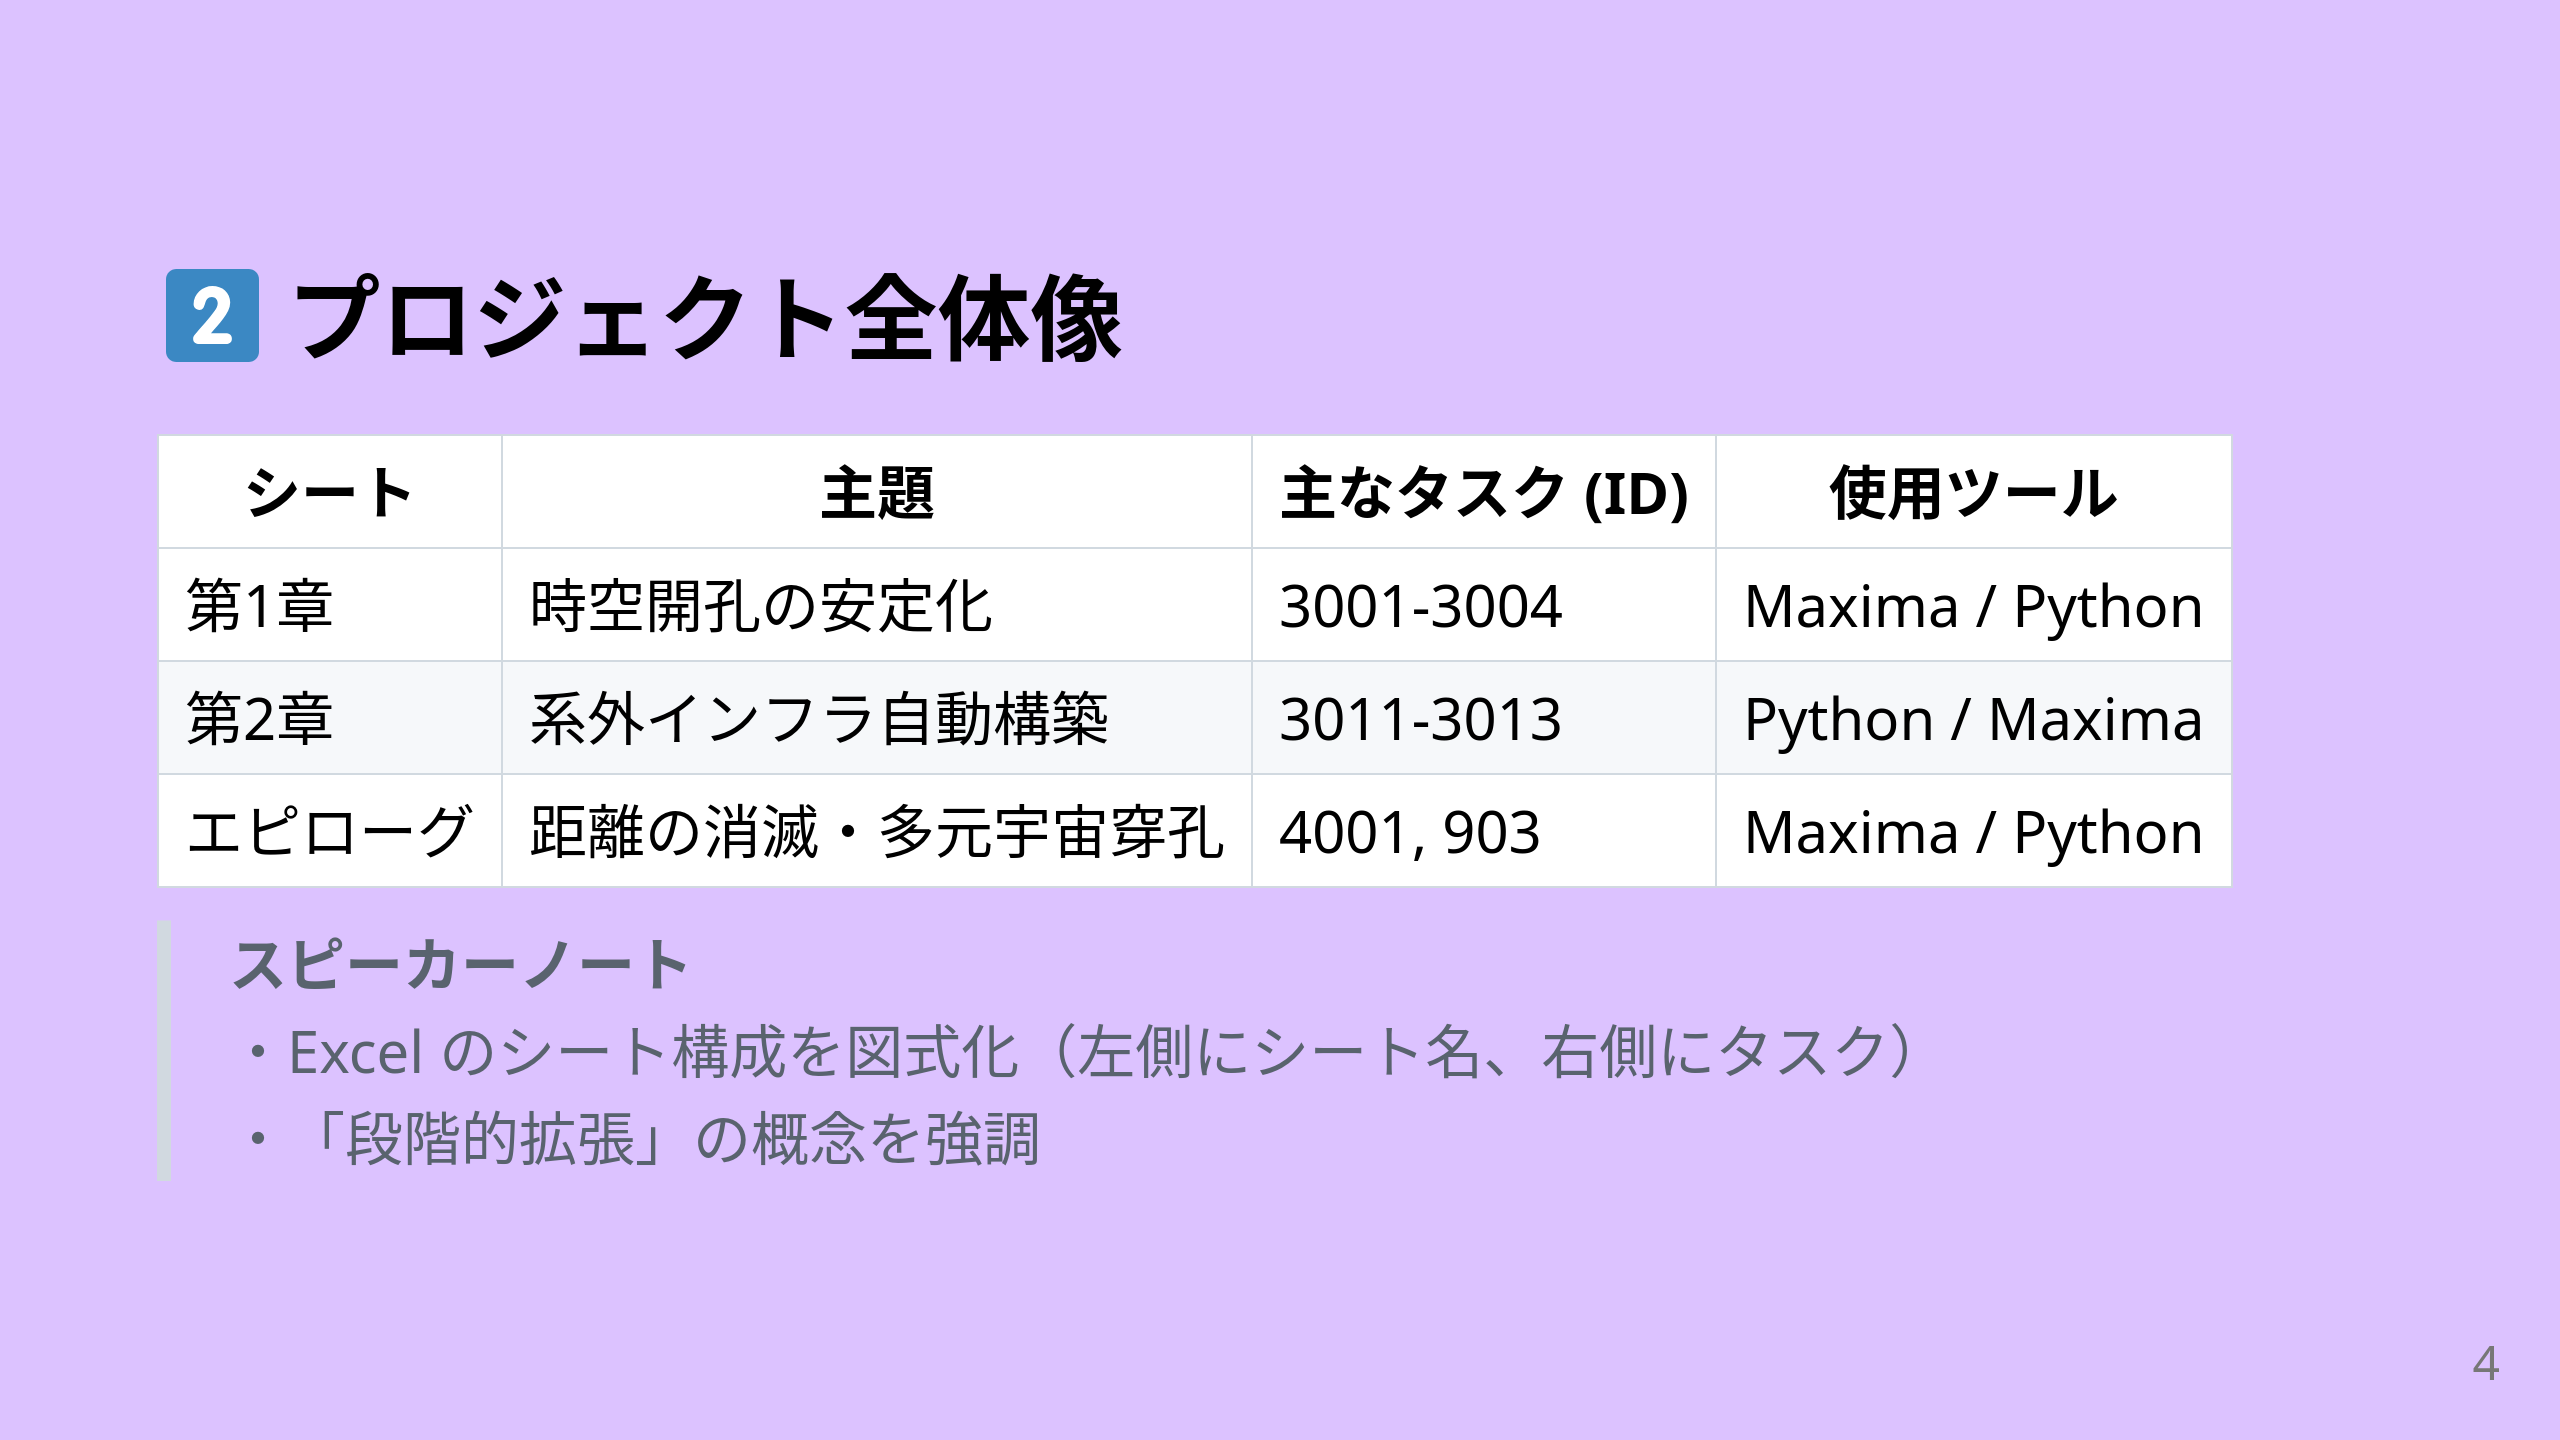 2 プロジェクト全体像
シート 主題 主なタスク (ID) 使用ツール
第1章 時空開孔の安定化 3001-3004 Maxima / Python
第2章 系外インフラ自動構築 3011-3013 Python / Maxima
エピローグ 距離の消滅・多元宇宙穿孔 4001, 903 Maxima / Python
スピーカーノート
・Excel のシート構成を図式化（左側にシート名、右側にタスク）
・「段階的拡張」の概念を強調
4